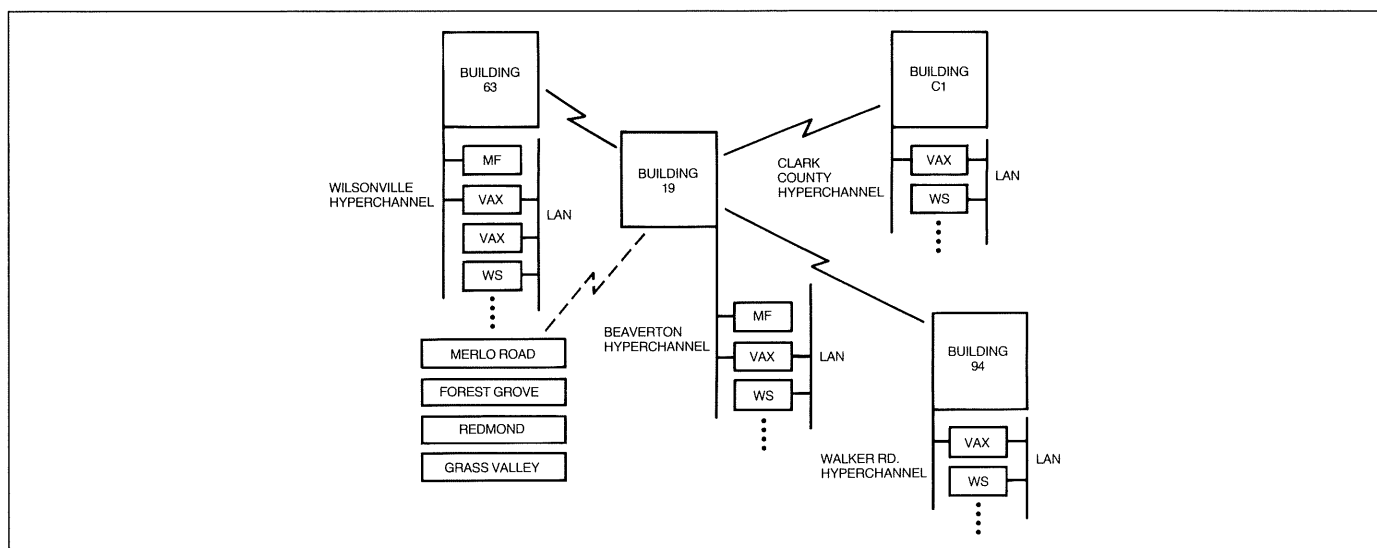 BUILDING
63
MF
VAX
VAX
WS
WILSONVILLE
HYPERCHANNEL
LAN
MERLO ROAD
FOREST GROVE
REDMOND
GRASS VALLEY
BUILDING
19
BEAVERTON
HYPERCHANNEL
MF
VAX
WS
LAN
BUILDING
C1
CLARK
COUNTY
HYPERCHANNEL
VAX
WS
LAN
BUILDING
94
WALKER RD.
HYPERCHANNEL
VAX
WS
LAN